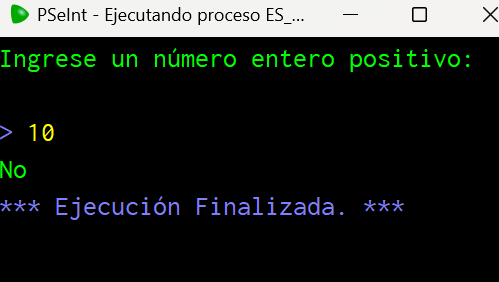 PSeInt - Ejecutando proceso ES_...
Ingrese un número entero positivo:
> 10
No
*** Ejecución Finalizada. ***